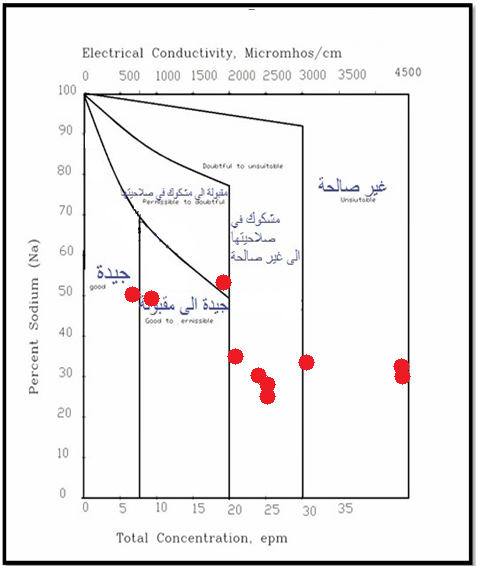 Electrical Conductivity, Micromhos/cm
0 500 1000 1500 2000 2500 3000 3500 4500
100
90
80
70
60
50
40
30
20
10
0
Percent Sodium (Na)
Doubtful to unsuitable
مقبولة الى مشكوك في صلاحيتها
Permissible to doubtful
غير صالحة
Unsiutable
مشكوك في
صلاحيتها
الى غير صالحة
جيدة
good
جيدة الى مقبولة
Good to ermissible
0 5 10 15 20 25 30 35
Total Concentration, epm